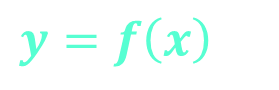 y = f(x)